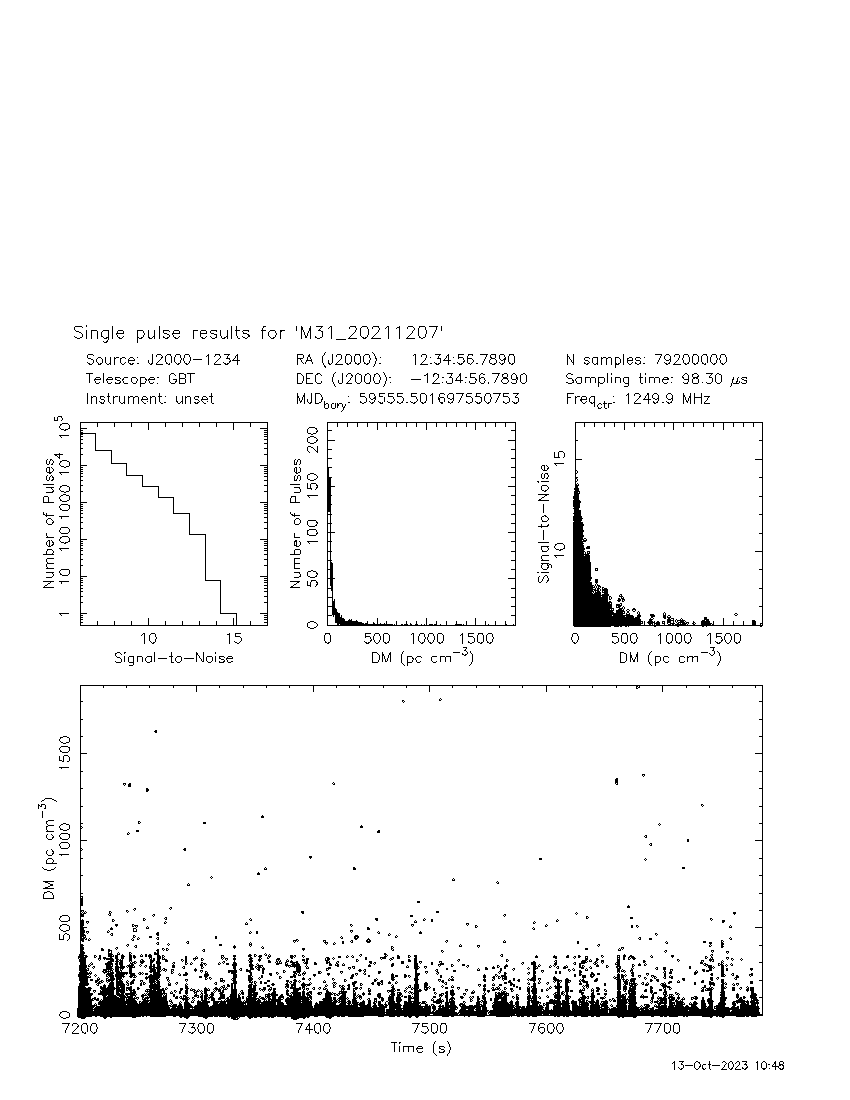 Single pulse results for 'M31_20211207'
Source: J2000−1234 RA (J2000): 12:34:56.7890 N samples: 79200000
Telescope: GBT DEC (J2000): −12:34:56.7890 Sampling time: 98.30 μs
Instrument: unset MJD_bary: 59555.501697550753 Freq_ctr: 1249.9 MHz
Number of Pulses
1 10 100 1000 10^4 10^5
10 15
Signal−to−Noise
Number of Pulses
0 50 100 150 200
0 500 1000 1500
DM (pc cm^−3)
Signal−to−Noise
10 15
0 500 1000 1500
DM (pc cm^−3)
DM (pc cm^−3)
0 500 1000 1500
7200 7300 7400 7500 7600 7700
Time (s)
13−Oct−2023 10:48